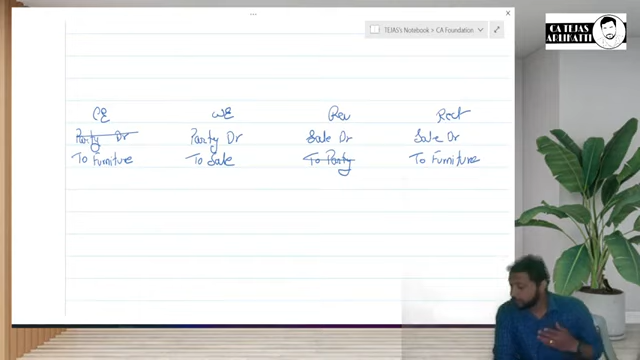 TEJAS's Notebook > CA Foundation
CA TEJAS
ARLIKATTI
CE WE Rev Rect
Party Dr Party Dr Sale Dr Sale Dr
To Furniture To Sale To Party To Furniture